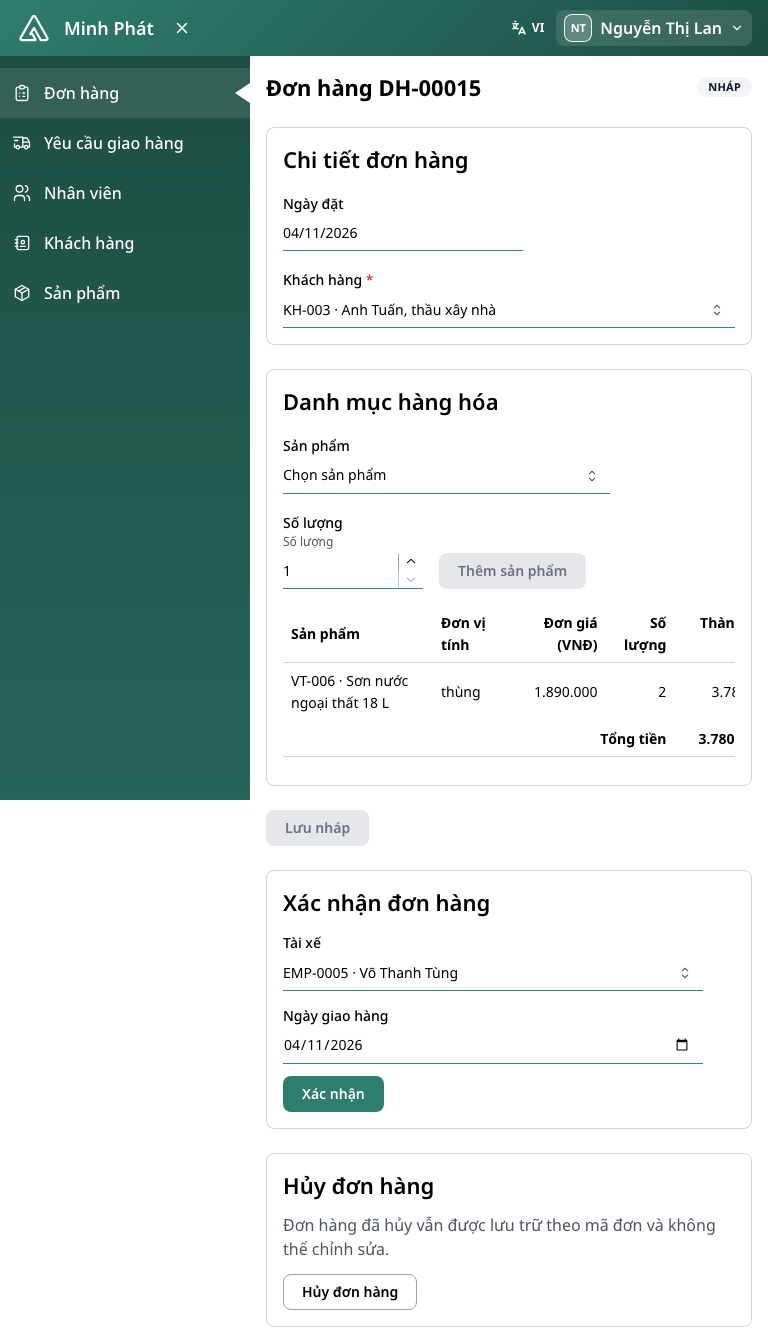 Minh Phát
VI
NT
Nguyễn Thị Lan
Đơn hàng
Yêu cầu giao hàng
Nhân viên
Khách hàng
Sản phẩm
Đơn hàng DH-00015
NHÁP
Chi tiết đơn hàng
Ngày đặt
04/11/2026
Khách hàng *
KH-003 · Anh Tuấn, thầu xây nhà
Danh mục hàng hóa
Sản phẩm
Chọn sản phẩm
Số lượng
Số lượng
1
Thêm sản phẩm
Sản phẩm
Đơn vị
tính
Đơn giá
(VNĐ)
Số
lượng
Thàn
VT-006 · Sơn nước
ngoại thất 18 L
thùng
1.890.000
2
3.78
Tổng tiền
3.780
Lưu nháp
Xác nhận đơn hàng
Tài xế
EMP-0005 · Võ Thanh Tùng
Ngày giao hàng
04/11/2026
Xác nhận
Hủy đơn hàng
Đơn hàng đã hủy vẫn được lưu trữ theo mã đơn và không
thể chỉnh sửa.
Hủy đơn hàng